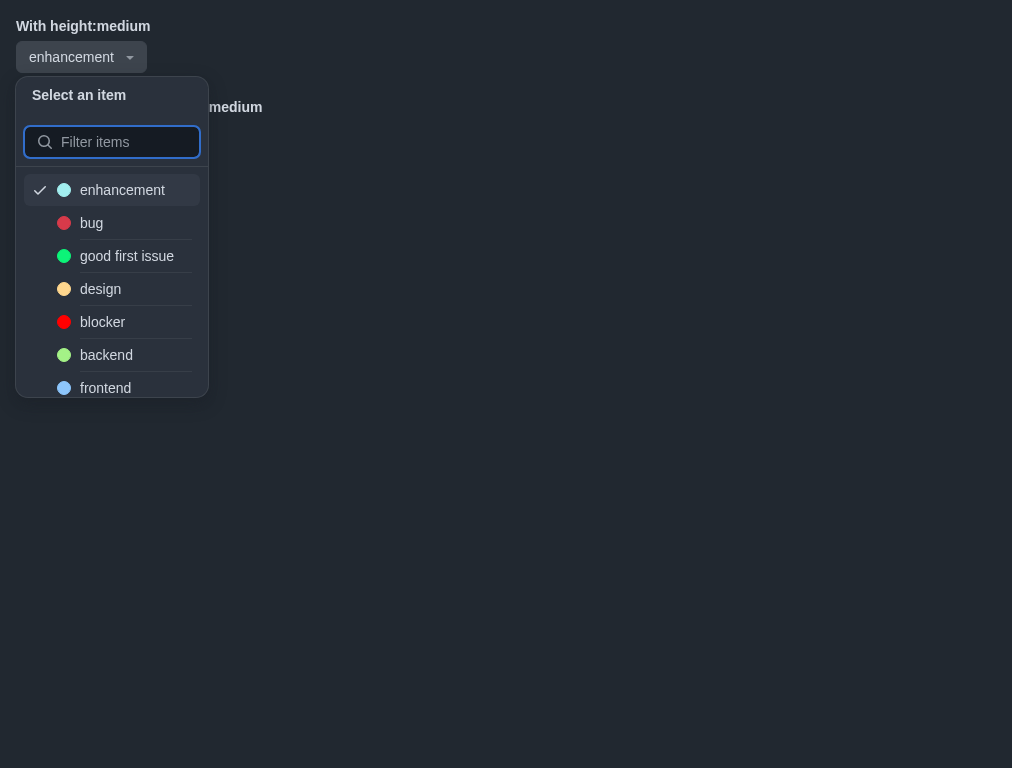 With height:medium
enhancement
Select an item
medium
Filter items
enhancement
bug
good first issue
design
blocker
backend
frontend